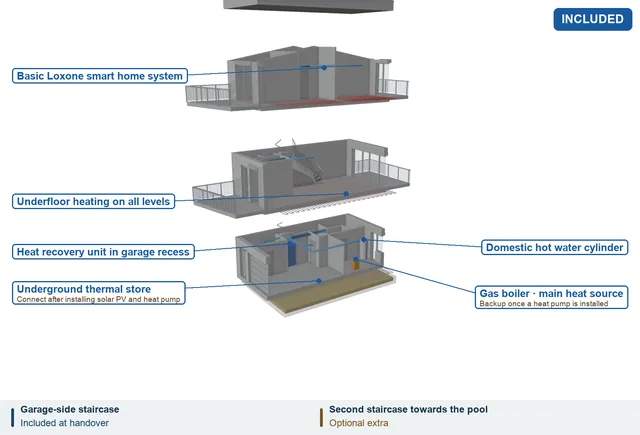 INCLUDED
Basic Loxone smart home system
Underfloor heating on all levels
Heat recovery unit in garage recess
Domestic hot water cylinder
Underground thermal store
Connect after installing solar PV and heat pump
Gas boiler · main heat source
Backup once a heat pump is installed
Garage-side staircase
Included at handover
Second staircase towards the pool
Optional extra